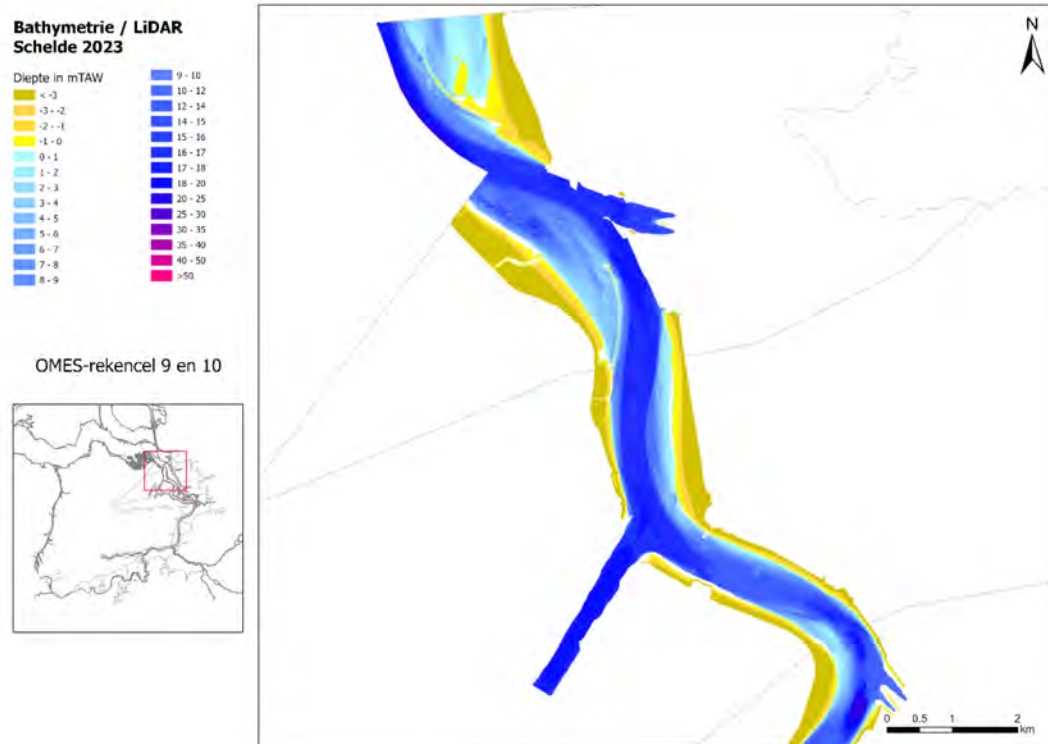 Bathymetrie / LiDAR
Schelde 2023
Diepte in mTAW
< -3
-3 - -2
-2 - -1
-1 - 0
0 - 1
1 - 2
2 - 3
3 - 4
4 - 5
5 - 6
6 - 7
7 - 8
8 - 9
9 - 10
10 - 12
12 - 14
14 - 15
15 - 16
16 - 17
17 - 18
18 - 20
20 - 25
25 - 30
30 - 35
35 - 40
40 - 50
>50
OMES-rekencel 9 en 10
N
0 0.5 1 2
km